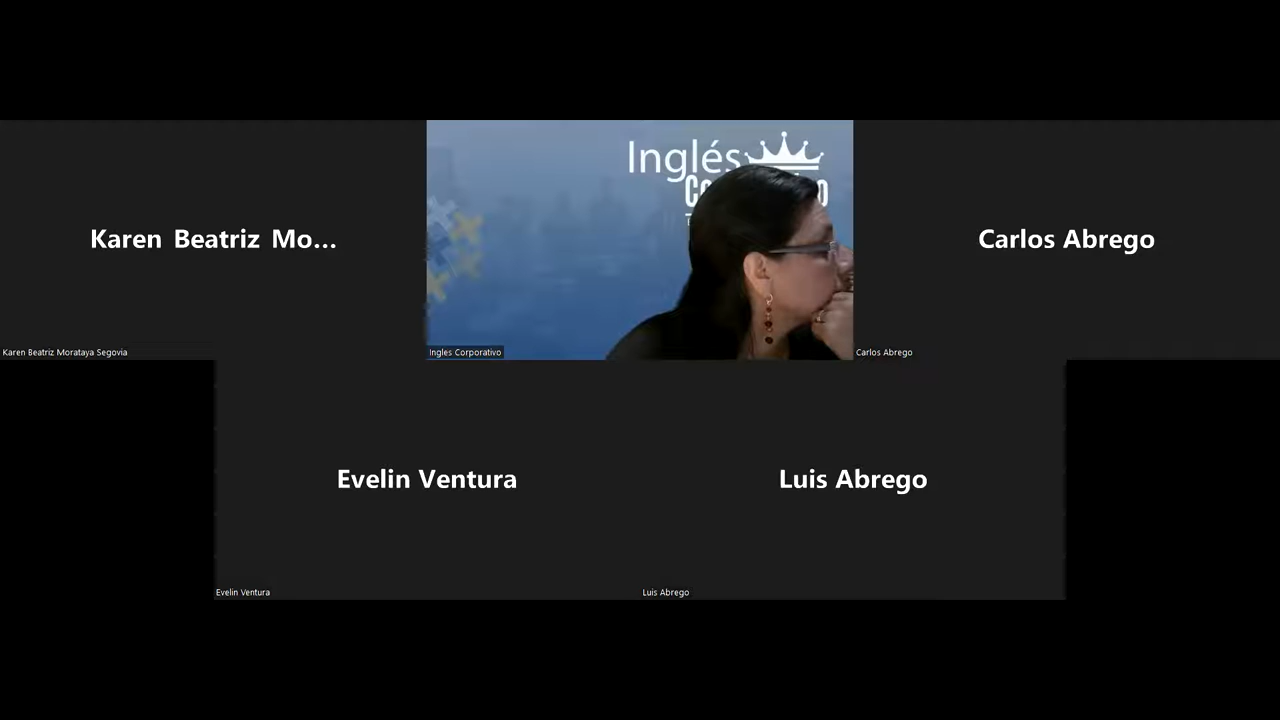 Inglés
Karen Beatriz Mo...
Carlos Abrego
Karen Beatriz Morataya Segovia
Ingles Corporativo
Carlos Abrego
Evelin Ventura
Luis Abrego
Evelin Ventura
Luis Abrego